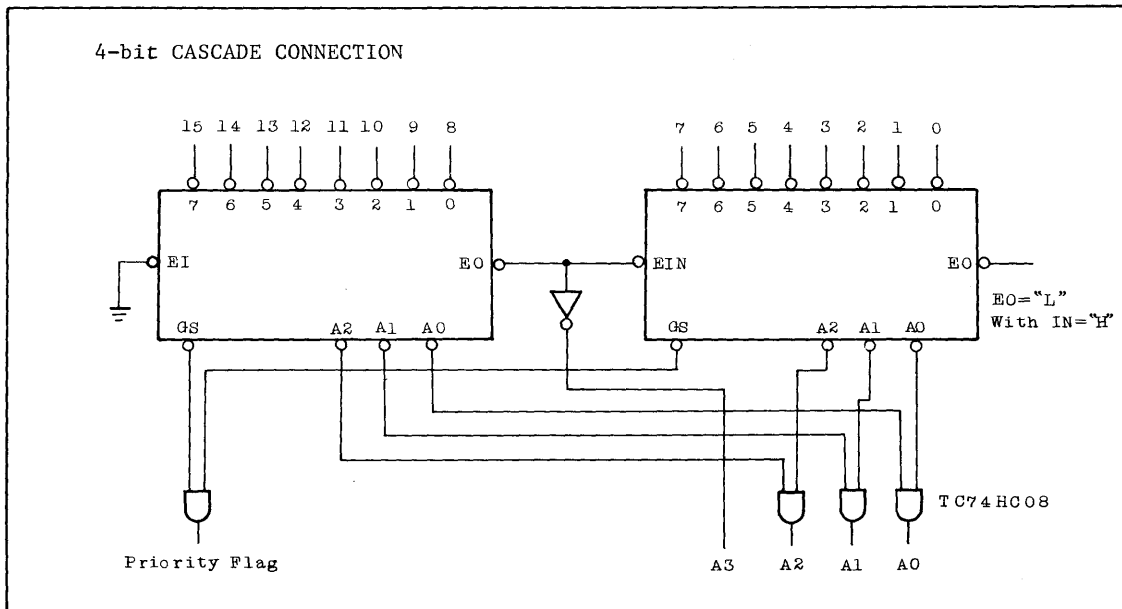 4-bit CASCADE CONNECTION
15 14 13 12 11 10 9 8
7 6 5 4 3 2 1 0
7 6 5 4 3 2 1 0
7 6 5 4 3 2 1 0
EI
EO
EIN
EO
EO="L"
With IN="H"
GS
A2 A1 A0
GS
A2 A1 A0
TC74HC08
Priority Flag
A3 A2 A1 A0